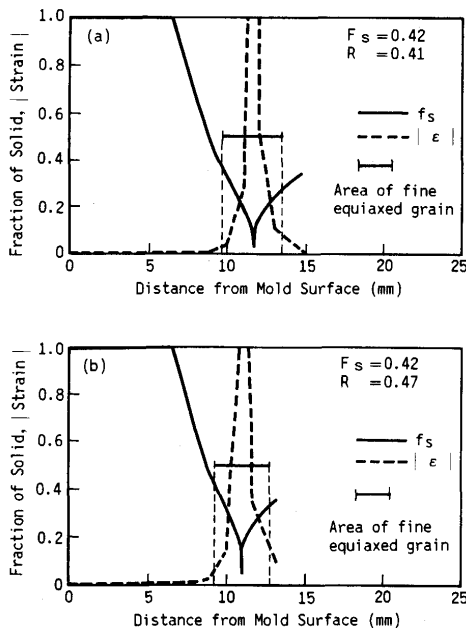 (a)
F s = 0.42
R = 0.41
fs
| ε |
Area of fine
equiaxed grain
Fraction of Solid, | Strain |
1.0
0.8
0.6
0.4
0.2
0
0 5 10 15 20 25
Distance from Mold Surface (mm)
(b)
F s = 0.42
R = 0.47
fs
| ε |
Area of fine
equiaxed grain
Fraction of Solid, | Strain |
1.0
0.8
0.6
0.4
0.2
0
0 5 10 15 20 25
Distance from Mold Surface (mm)